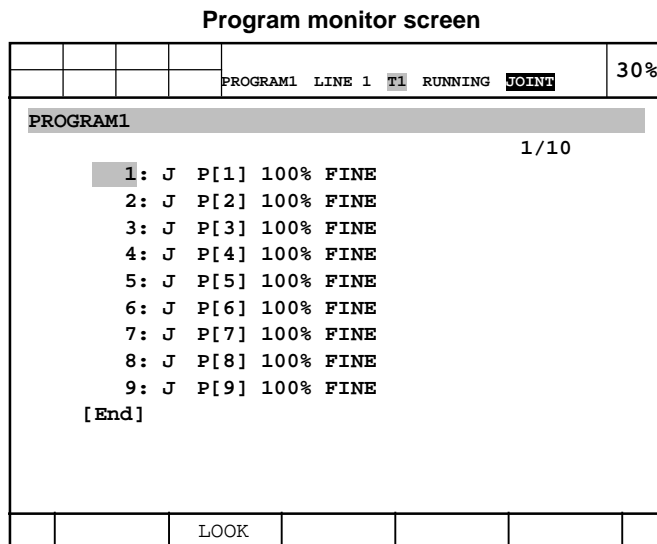 Program monitor screen
PROGRAM1 LINE 1 T1 RUNNING JOINT 30%
PROGRAM1
1/10
1: J P[1] 100% FINE
2: J P[2] 100% FINE
3: J P[3] 100% FINE
4: J P[4] 100% FINE
5: J P[5] 100% FINE
6: J P[6] 100% FINE
7: J P[7] 100% FINE
8: J P[8] 100% FINE
9: J P[9] 100% FINE
[End]
LOOK